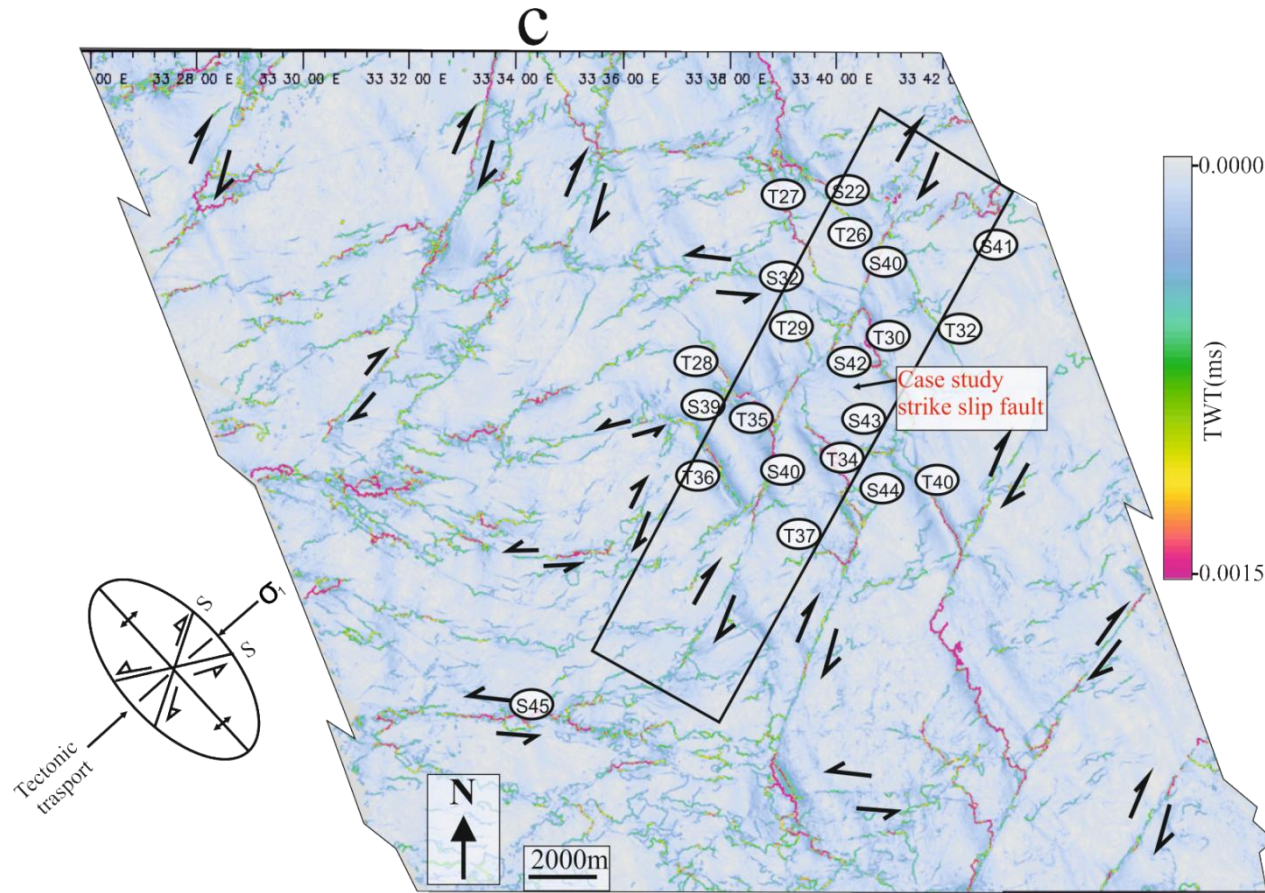 C
00 E 33 28 00 E 33 30 00 E 33 32 00 E 33 34 00 E 33 36 00 E 33 38 00 E 33 40 00 E 33 42 00 E
0.0000
T27
S22
T26
S41
S40
S32
T29
T30
T32
T28
S42
Case study
strike slip fault
TWT(ms)
S39
T35
S43
T34
T36
S40
S44
T40
T37
0.0015
S
σ1
S
S45
Tectonic
trasport
N
2000m